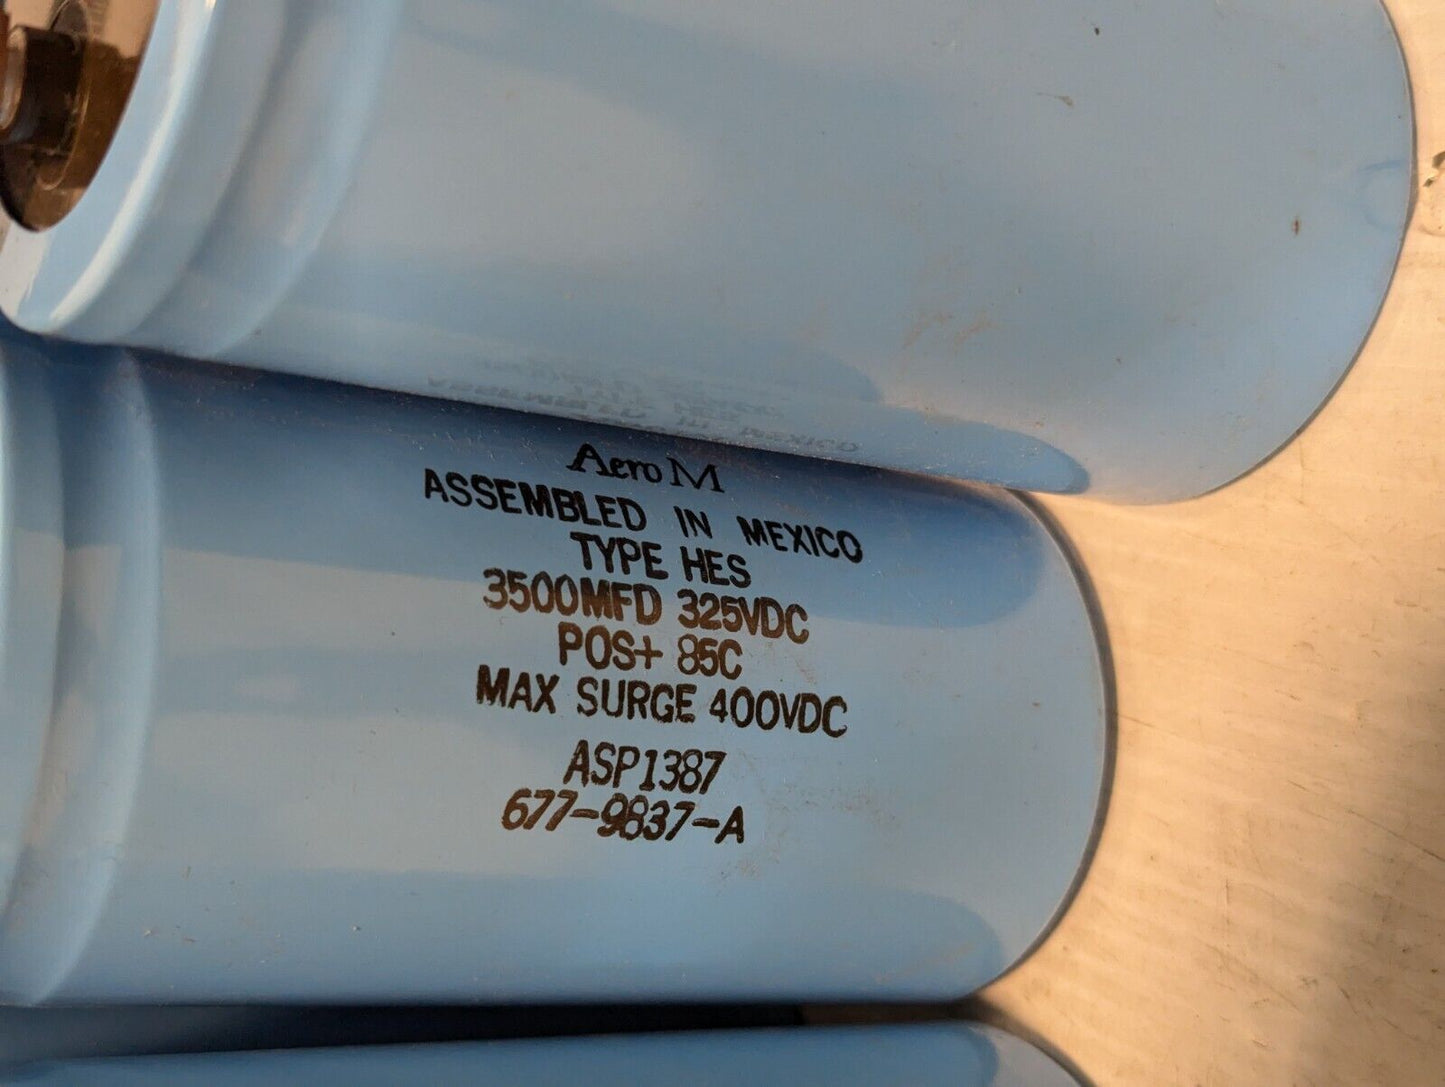 Aero M
ASSEMBLED IN MEXICO
TYPE HES
3500MFD 325VDC
POS+ 85C
MAX SURGE 400VDC
ASP1387
677-9837-A